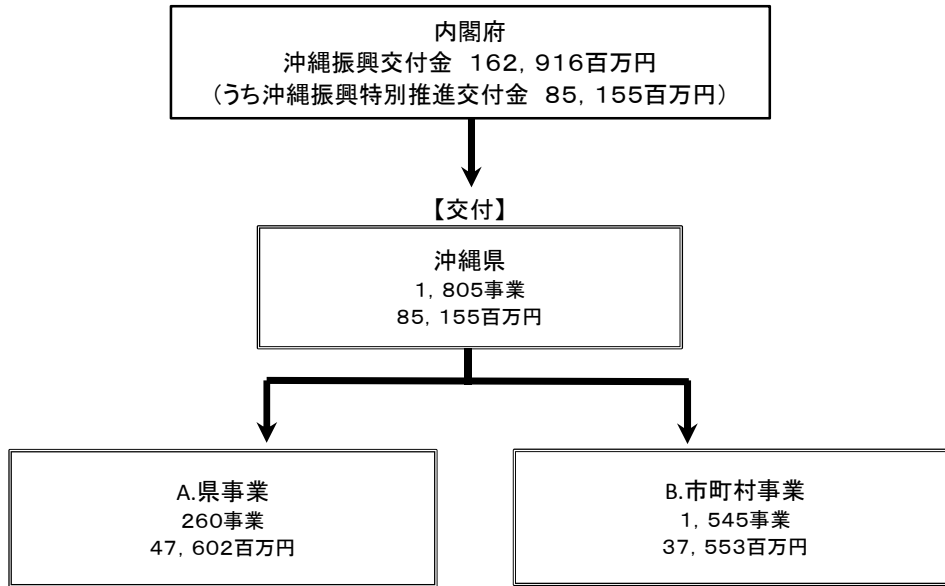 内閣府
沖縄振興交付金 162,916百万円
(うち沖縄振興特別推進交付金 85,155百万円)
【交付】
沖縄県
1,805事業
85,155百万円
A.県事業
260事業
47,602百万円
B.市町村事業
1,545事業
37,553百万円